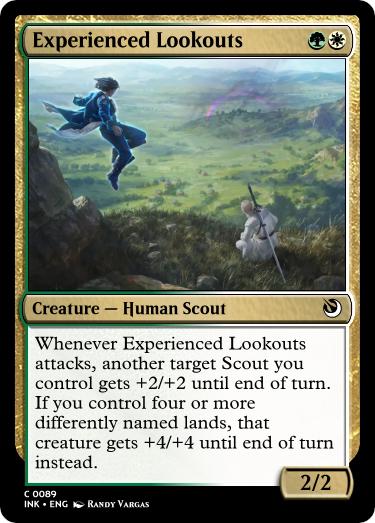 Experienced Lookouts
Creature — Human Scout
Whenever Experienced Lookouts
attacks, another target Scout you
control gets +2/+2 until end of turn.
If you control four or more
differently named lands, that
creature gets +4/+4 until end of turn
instead.
2/2
C 0089
INK • ENG Randy Vargas